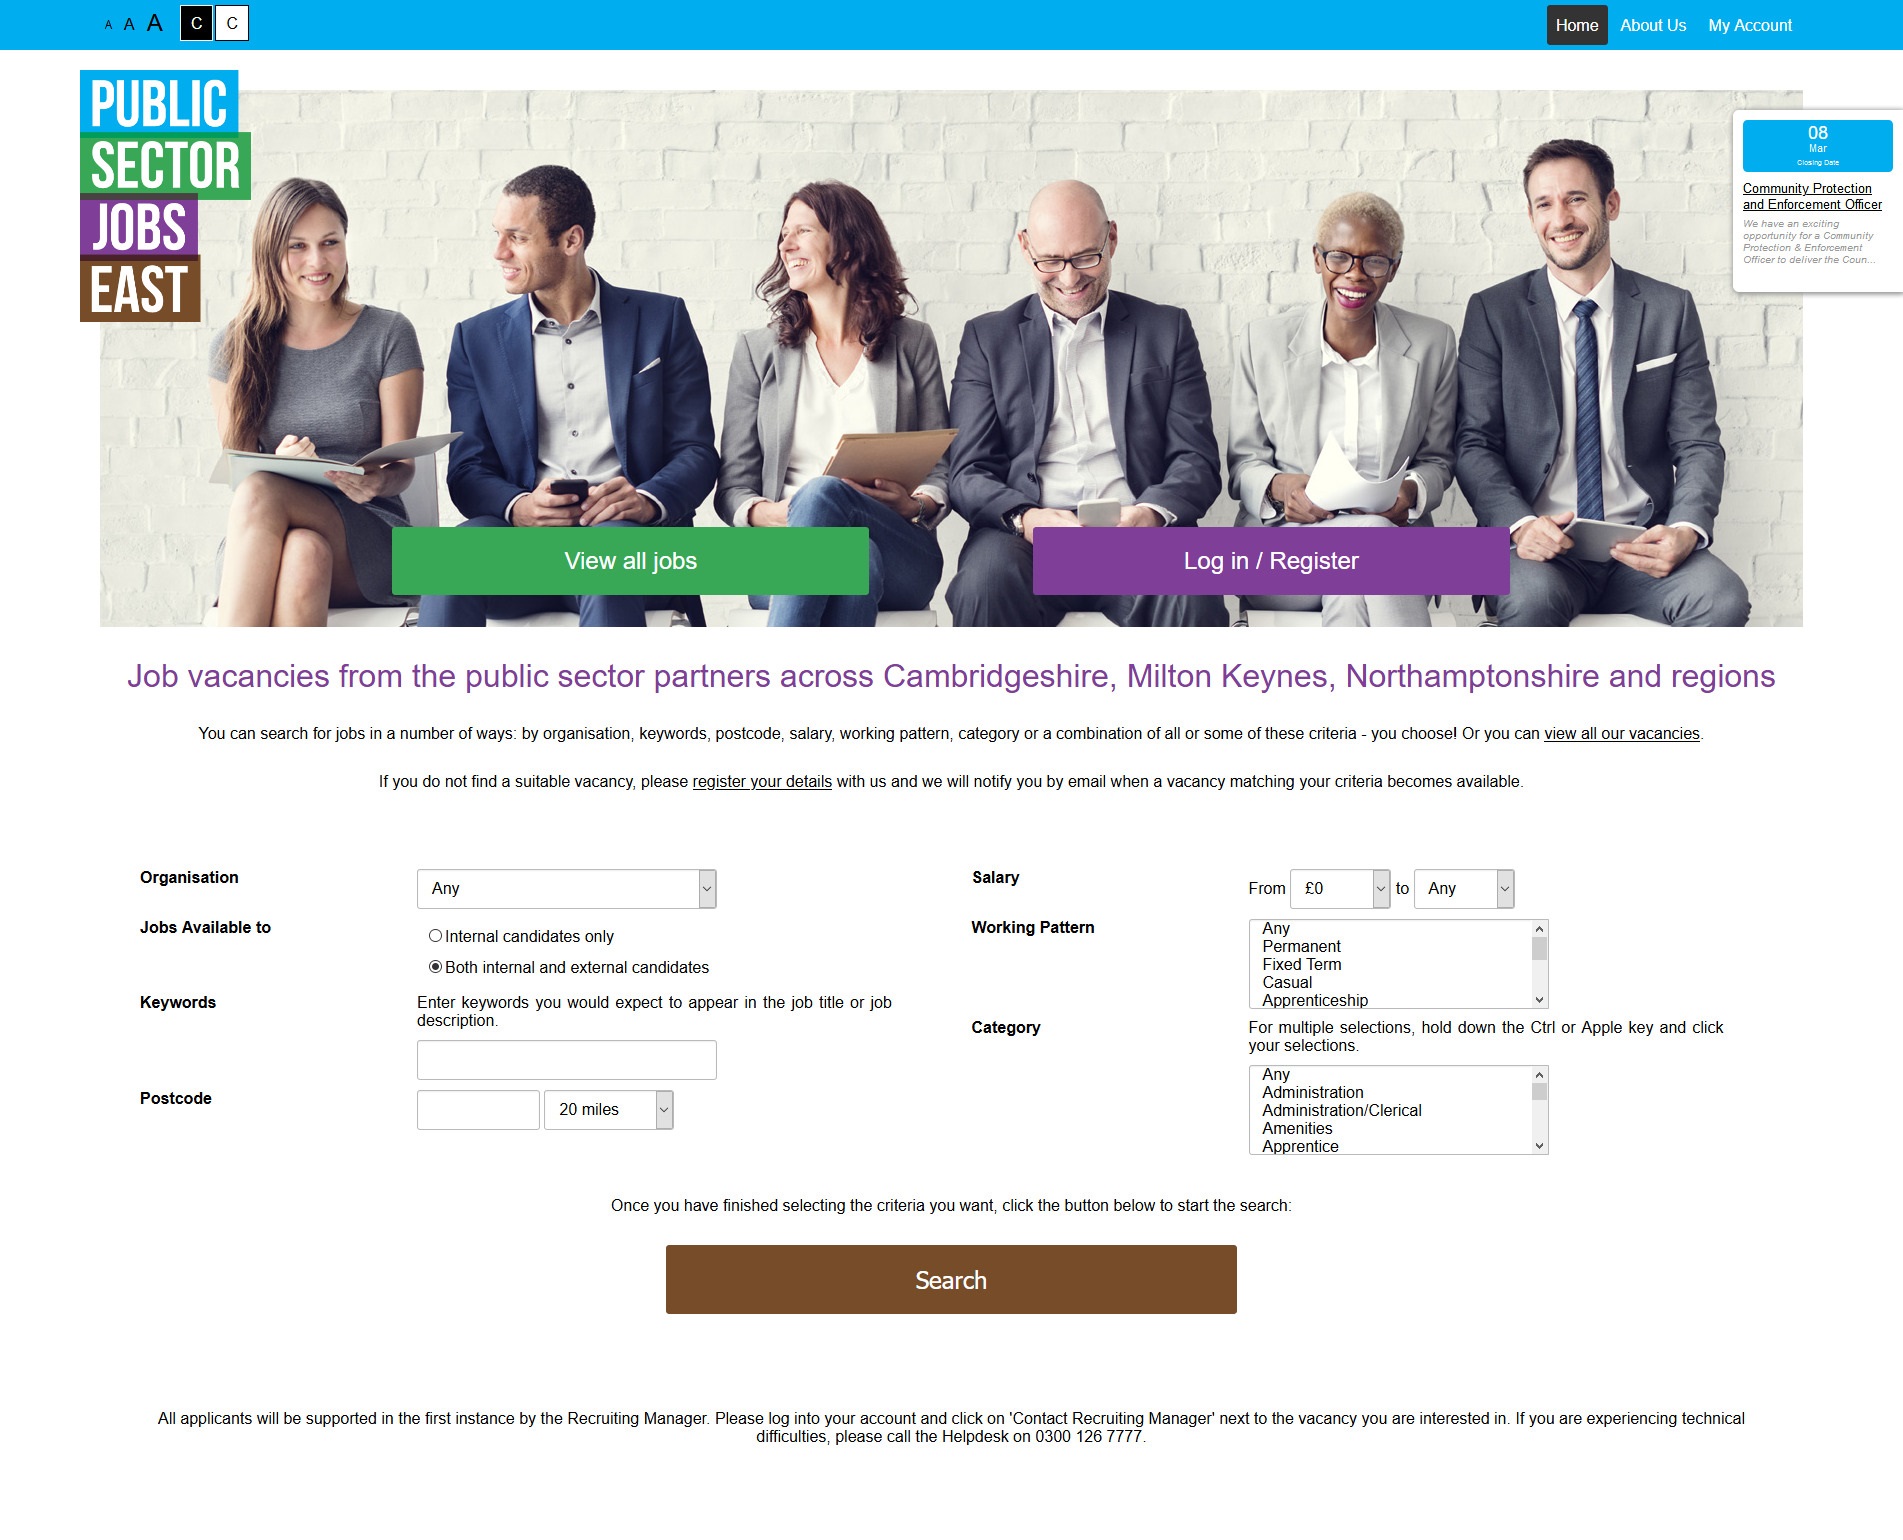 A A A C C
Home About Us My Account
PUBLIC
SECTOR
JOBS
EAST
08
Mar
Closing Date
Community Protection
and Enforcement Officer
We have an exciting
opportunity for a Community
Protection & Enforcement
Officer to deliver the Coun...
View all jobs
Log in / Register
Job vacancies from the public sector partners across Cambridgeshire, Milton Keynes, Northamptonshire and regions
You can search for jobs in a number of ways: by organisation, keywords, postcode, salary, working pattern, category or a combination of all or some of these criteria - you choose! Or you can view all our vacancies.
If you do not find a suitable vacancy, please register your details with us and we will notify you by email when a vacancy matching your criteria becomes available.
Organisation
Any
Jobs Available to
Internal candidates only
Both internal and external candidates
Keywords
Enter keywords you would expect to appear in the job title or job
description.
Postcode
20 miles
Salary
From £0 to Any
Working Pattern
Any
Permanent
Fixed Term
Casual
Apprenticeship
Category
For multiple selections, hold down the Ctrl or Apple key and click
your selections.
Any
Administration
Administration/Clerical
Amenities
Apprentice
Once you have finished selecting the criteria you want, click the button below to start the search:
Search
All applicants will be supported in the first instance by the Recruiting Manager. Please log into your account and click on 'Contact Recruiting Manager' next to the vacancy you are interested in. If you are experiencing technical
difficulties, please call the Helpdesk on 0300 126 7777.